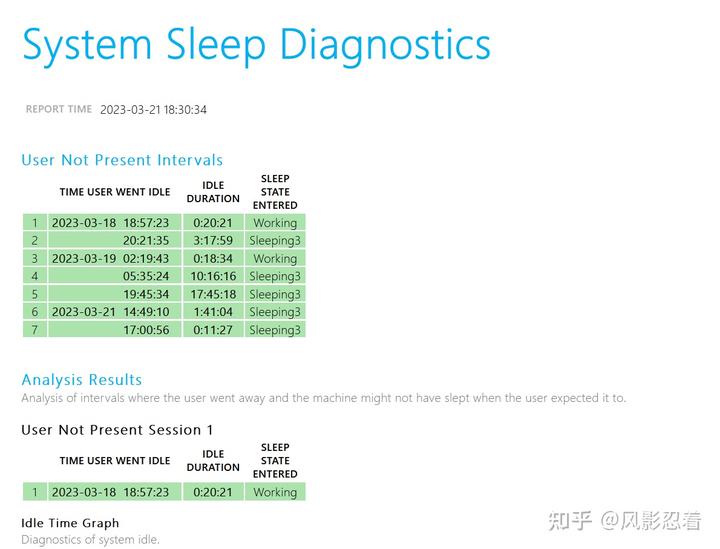 System Sleep Diagnostics
REPORT TIME 2023-03-21 18:30:34
User Not Present Intervals
TIME USER WENT IDLE IDLE DURATION SLEEP STATE ENTERED
1 2023-03-18 18:57:23 0:20:21 Working
2 20:21:35 3:17:59 Sleeping3
3 2023-03-19 02:19:43 0:18:34 Working
4 05:35:24 10:16:16 Sleeping3
5 19:45:34 17:45:18 Sleeping3
6 2023-03-21 14:49:10 1:41:04 Sleeping3
7 17:00:56 0:11:27 Sleeping3
Analysis Results
Analysis of intervals where the user went away and the machine might not have slept when the user expected it to.
User Not Present Session 1
TIME USER WENT IDLE IDLE DURATION SLEEP STATE ENTERED
1 2023-03-18 18:57:23 0:20:21 Working
Idle Time Graph
Diagnostics of system idle.
知乎 @风影忍着